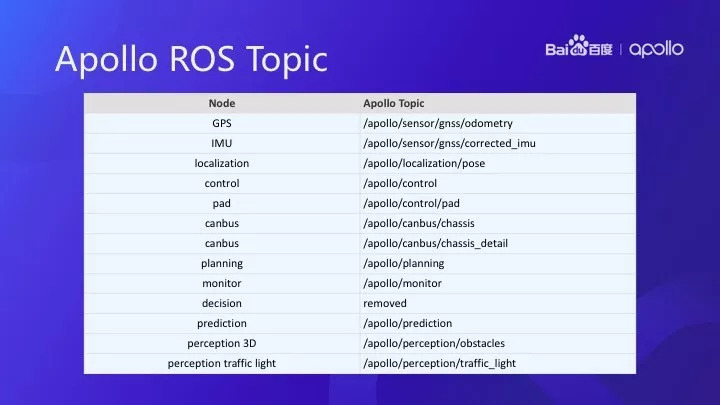 Apollo ROS Topic
Bai du 百度 | apollo
Node Apollo Topic
GPS /apollo/sensor/gnss/odometry
IMU /apollo/sensor/gnss/corrected_imu
localization /apollo/localization/pose
control /apollo/control
pad /apollo/control/pad
canbus /apollo/canbus/chassis
canbus /apollo/canbus/chassis_detail
planning /apollo/planning
monitor /apollo/monitor
decision removed
prediction /apollo/prediction
perception 3D /apollo/perception/obstacles
perception traffic light /apollo/perception/traffic_light